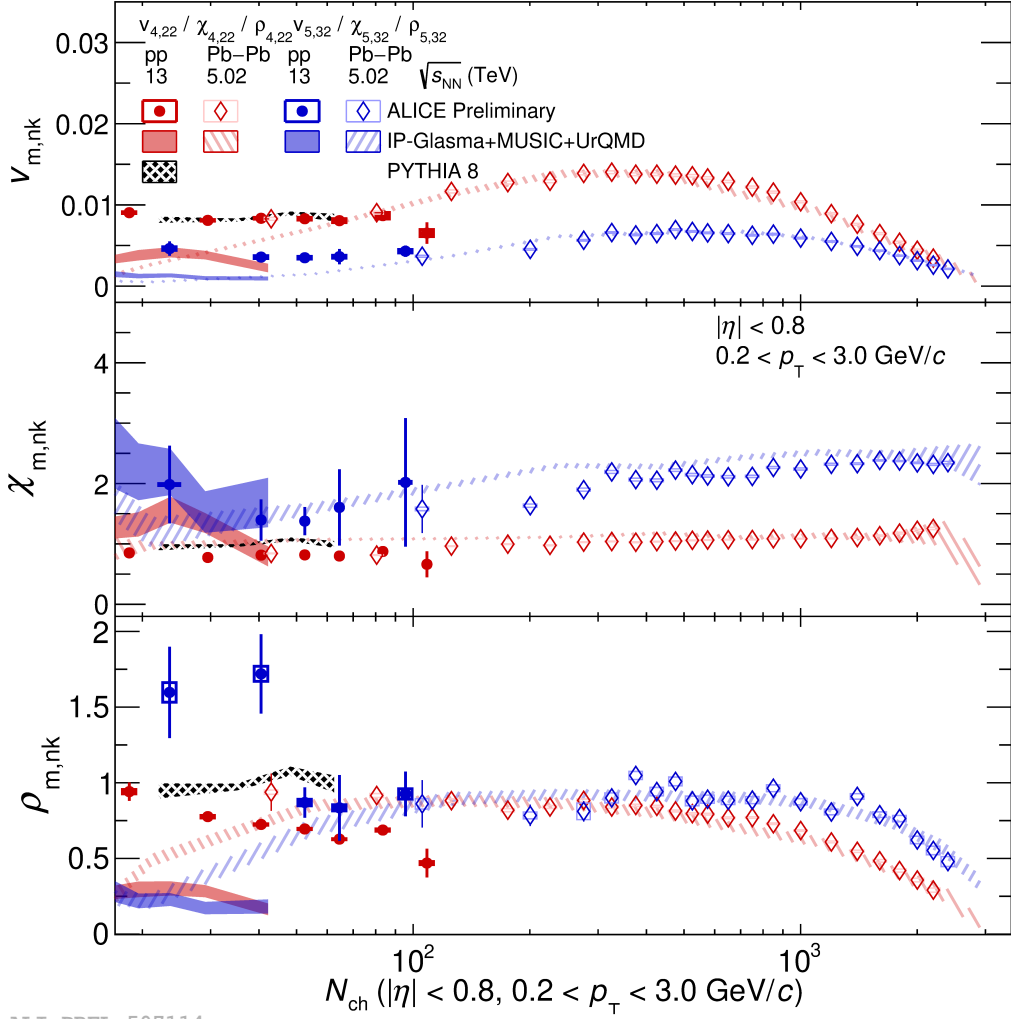 v4,22 / χ4,22 / ρ4,22 v5,32 / χ5,32 / ρ5,32
pp Pb−Pb pp Pb−Pb
13 5.02 13 5.02 √sNN (TeV)
ALICE Preliminary
IP-Glasma+MUSIC+UrQMD
PYTHIA 8
vm,nk
0.03
0.02
0.01
0
|η| < 0.8
0.2 < pT < 3.0 GeV/c
χm,nk
4
2
0
ρm,nk
2
1.5
1
0.5
0
10² 10³
Nch (|η| < 0.8, 0.2 < pT < 3.0 GeV/c)